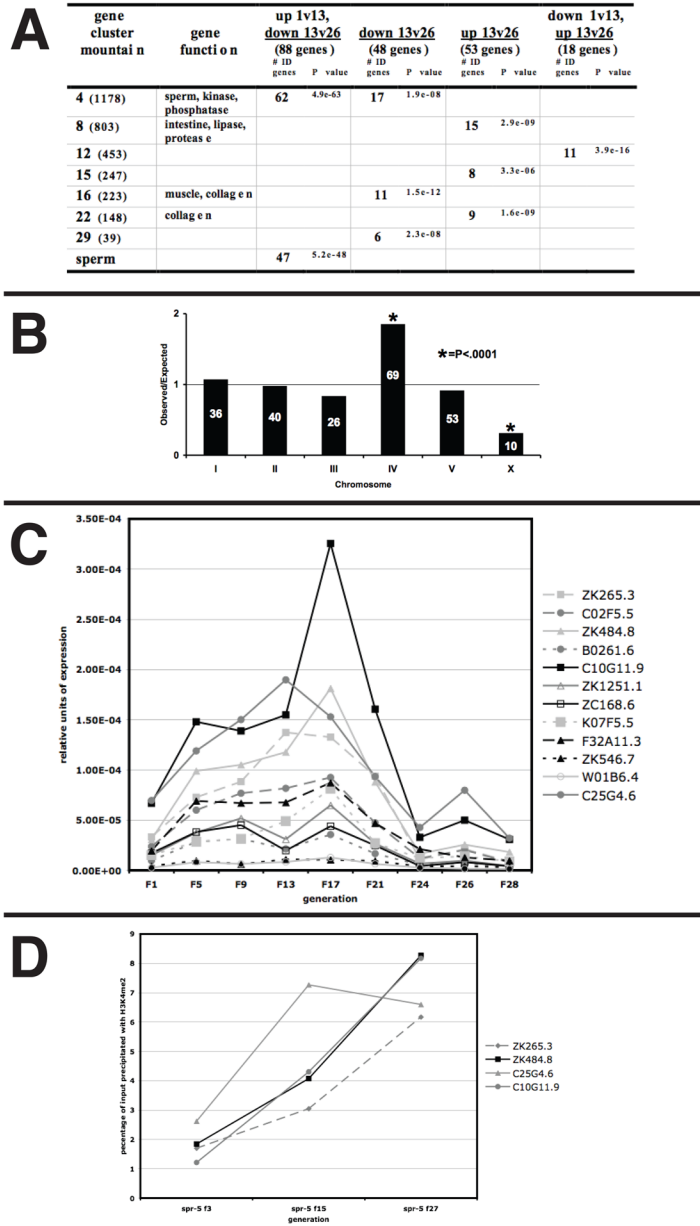 A
gene cluster mountai n
gene functi o n
up 1v13, down 13v26 (88 genes )
down 13v26 (48 genes )
up 13v26 (53 genes )
down 1v13, up 13v26 (18 genes )
# ID genes P value # ID genes P value # ID genes P value # ID genes P value
4 (1178) sperm, kinase, phosphatase 62 4.9e-63 17 1.9e-08
8 (803) intestine, lipase, proteas e 15 2.9e-09
12 (453) 11 3.9e-16
15 (247) 8 3.3e-06
16 (223) muscle, collag e n 11 1.5e-12
22 (148) collag e n 9 1.6e-09
29 (39) 6 2.3e-08
sperm 47 5.2e-48
B
Observed/Expected
2
1
0
*
*=P<.0001
*
36 40 26 69 53 10
I II III IV V X
Chromosome
C
relative units of expression
3.50E-04
3.00E-04
2.50E-04
2.00E-04
1.50E-04
1.00E-04
5.00E-05
0.00E+00
F1 F5 F9 F13 F17 F21 F24 F26 F28
generation
ZK265.3
C02F5.5
ZK484.8
B0261.6
C10G11.9
ZK1251.1
ZC168.6
K07F5.5
F32A11.3
ZK546.7
W01B6.4
C25G4.6
D
pecentage of input precipitated with H3K4me2
9
8
7
6
5
4
3
2
1
0
spr-5 f3 spr-5 f15 spr-5 f27
generation
ZK265.3
ZK484.8
C25G4.6
C10G11.9